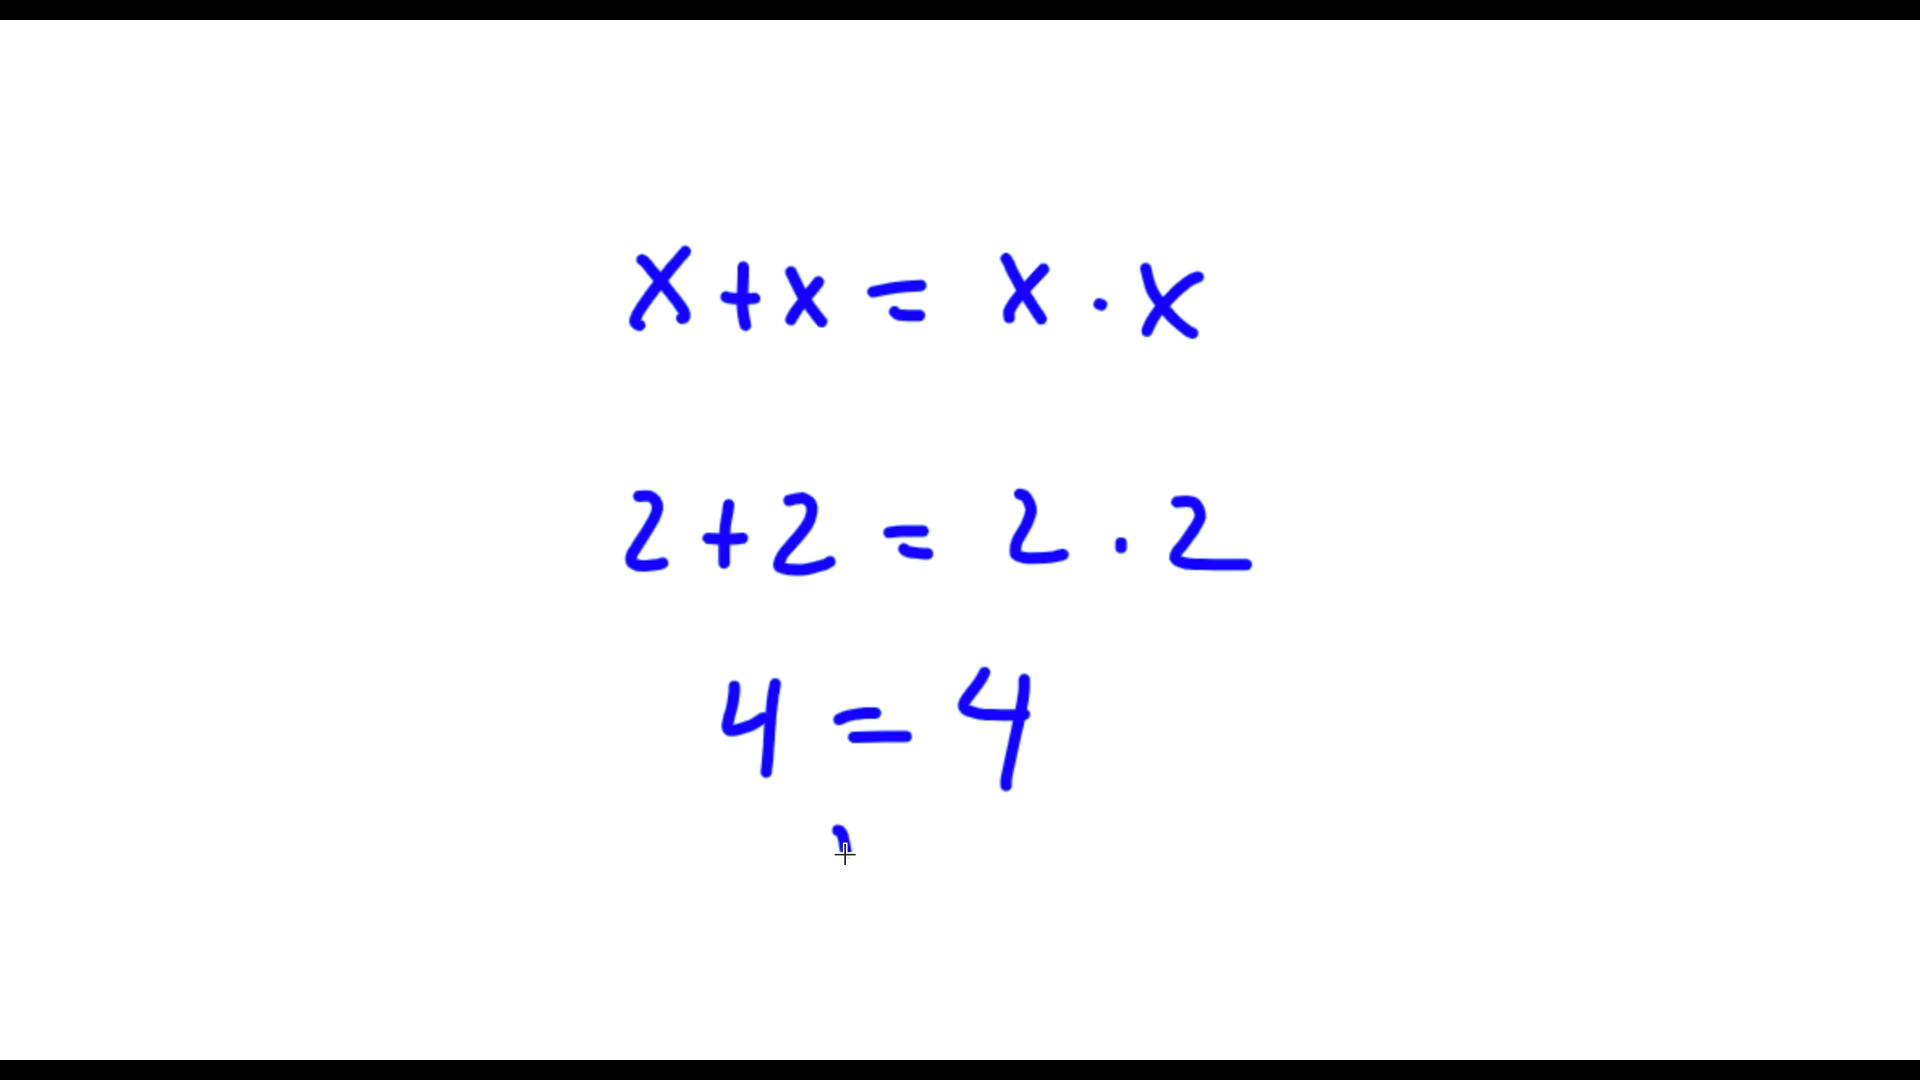 x + x = x · x
2 + 2 = 2 · 2
4 = 4